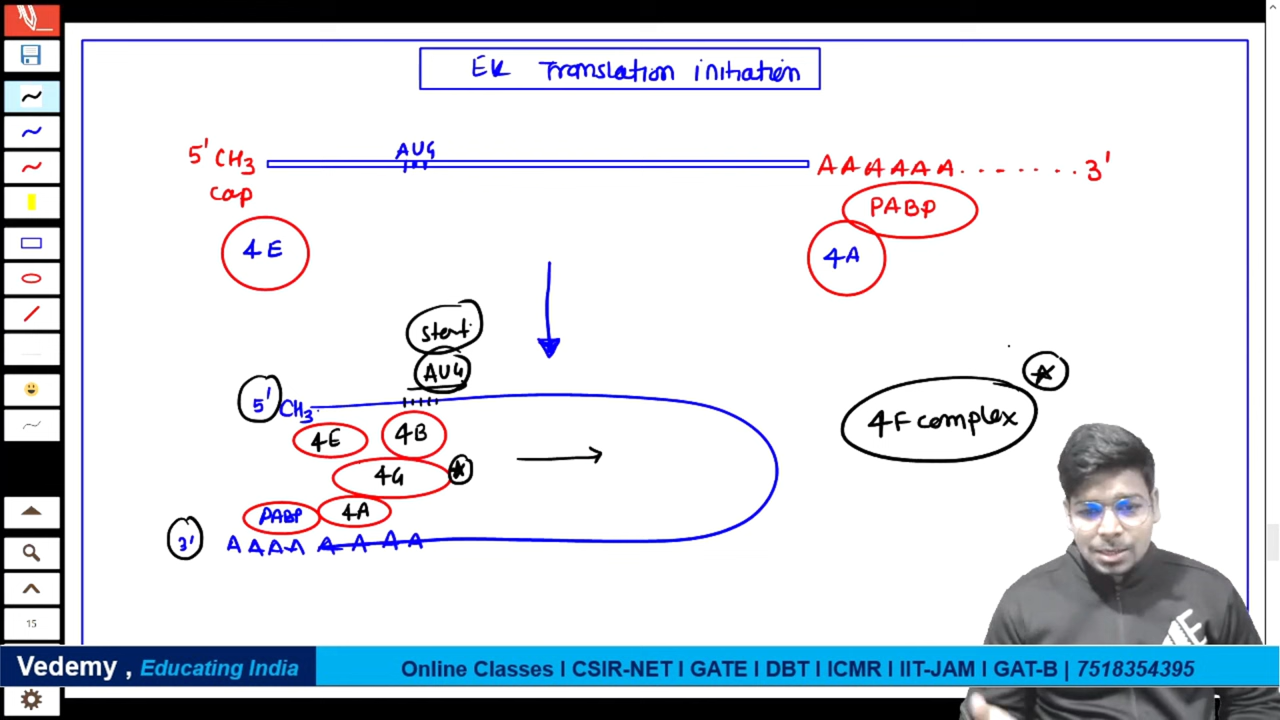 EK Translation initiation
AUG
5' CH3
cap
AAAAAA........3'
PABP
4E
4A
start
AUG
5' CH3
4E
4B
4G
PABP
4A
3' AAAA AAAA
4F complex
15
Vedemy , Educating India
Online Classes I CSIR-NET I GATE I DBT I ICMR I IIT-JAM I GAT-B | 7518354395